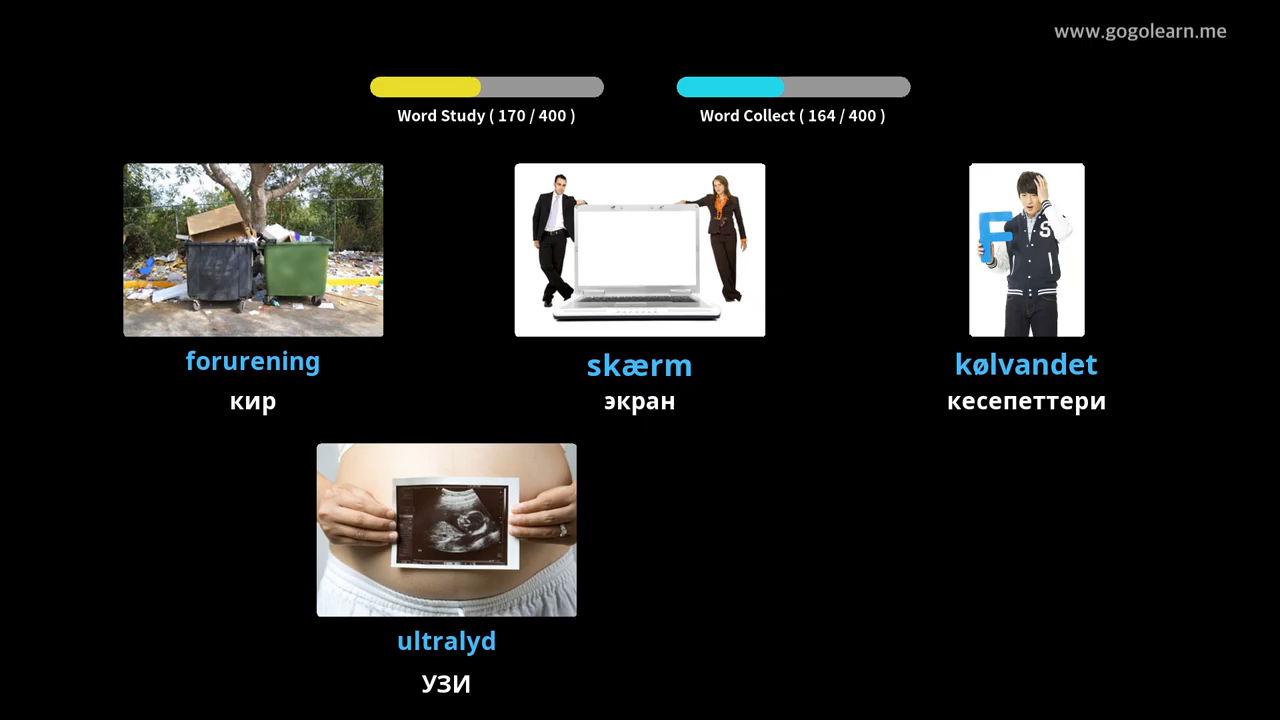 www.gogolearn.me
Word Study ( 170 / 400 )
Word Collect ( 164 / 400 )
F
S
forurening
кир
skærm
экран
kølvandet
кесепеттери
ultralyd
УЗИ